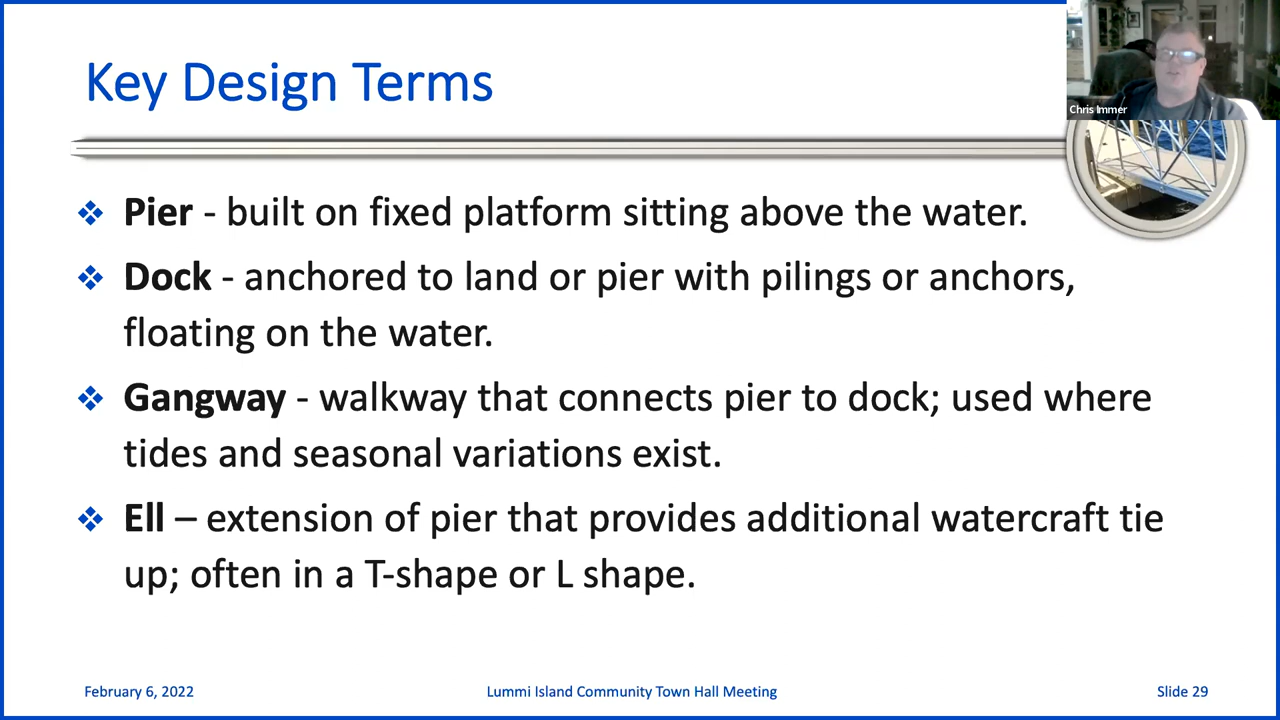 Key Design Terms
Chris Immer
❖ Pier - built on fixed platform sitting above the water.
❖ Dock - anchored to land or pier with pilings or anchors,
floating on the water.
❖ Gangway - walkway that connects pier to dock; used where
tides and seasonal variations exist.
❖ Ell – extension of pier that provides additional watercraft tie
up; often in a T-shape or L shape.
February 6, 2022
Lummi Island Community Town Hall Meeting
Slide 29